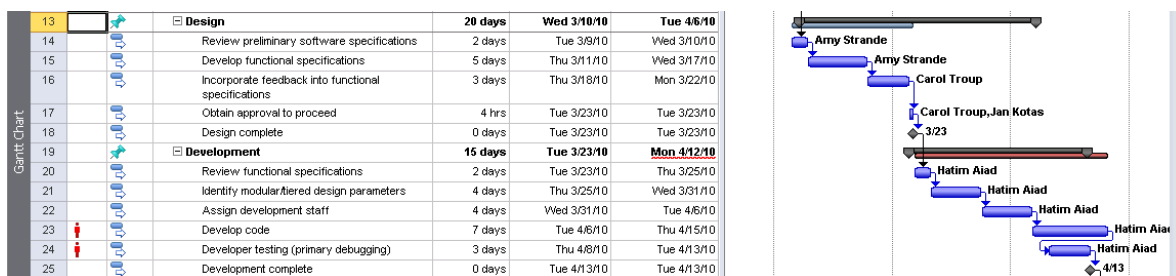 Gantt Chart
13 Design 20 days Wed 3/10/10 Tue 4/6/10
14 Review preliminary software specifications 2 days Tue 3/9/10 Wed 3/10/10 Amy Strande
15 Develop functional specifications 5 days Thu 3/11/10 Wed 3/17/10 Amy Strande
16 Incorporate feedback into functional 3 days Thu 3/18/10 Mon 3/22/10 Carol Troup
specifications
17 Obtain approval to proceed 4 hrs Tue 3/23/10 Tue 3/23/10 Carol Troup,Jan Kotas
18 Design complete 0 days Tue 3/23/10 Tue 3/23/10 3/23
19 Development 15 days Tue 3/23/10 Mon 4/12/10
20 Review functional specifications 2 days Tue 3/23/10 Thu 3/25/10 Hatim Aiad
21 Identify modular/tiered design parameters 4 days Thu 3/25/10 Wed 3/31/10 Hatim Aiad
22 Assign development staff 4 days Wed 3/31/10 Tue 4/6/10 Hatim Aiad
23 Develop code 7 days Tue 4/6/10 Thu 4/15/10 Hatim Aiad
24 Developer testing (primary debugging) 3 days Thu 4/8/10 Tue 4/13/10 Hatim Aiad
25 Development complete 0 days Tue 4/13/10 Tue 4/13/10 4/13